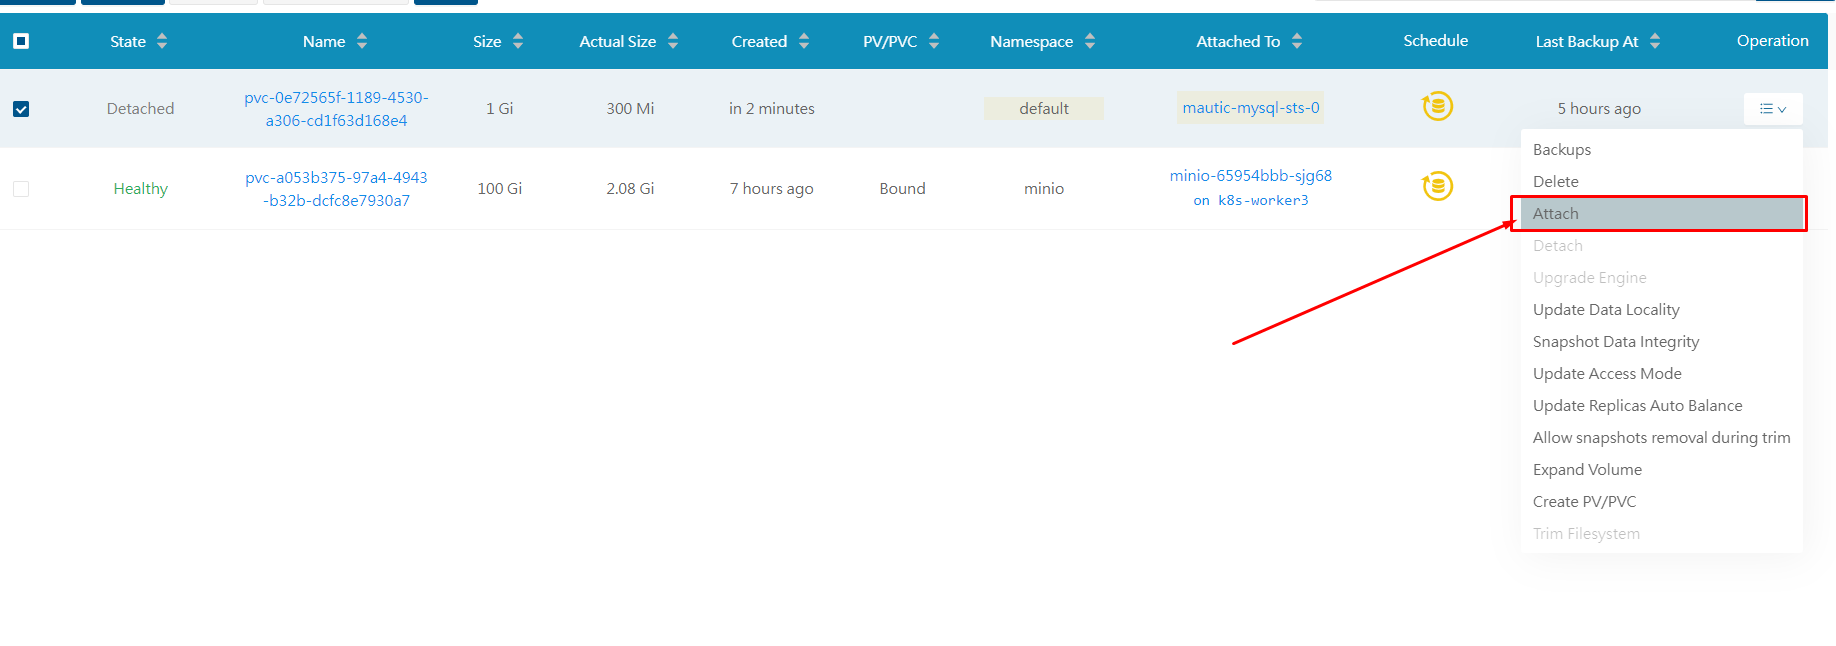 State Name Size Actual Size Created PV/PVC Namespace Attached To Schedule Last Backup At Operation
Detached pvc-0e72565f-1189-4530- 1 Gi 300 Mi in 2 minutes default mautic-mysql-sts-0 5 hours ago
a306-cd1f63d168e4
Healthy pvc-a053b375-97a4-4943 100 Gi 2.08 Gi 7 hours ago Bound minio minio-65954bbb-sjg68
-b32b-dcfc8e7930a7 on k8s-worker3
Backups
Delete
Attach
Detach
Upgrade Engine
Update Data Locality
Snapshot Data Integrity
Update Access Mode
Update Replicas Auto Balance
Allow snapshots removal during trim
Expand Volume
Create PV/PVC
Trim Filesystem